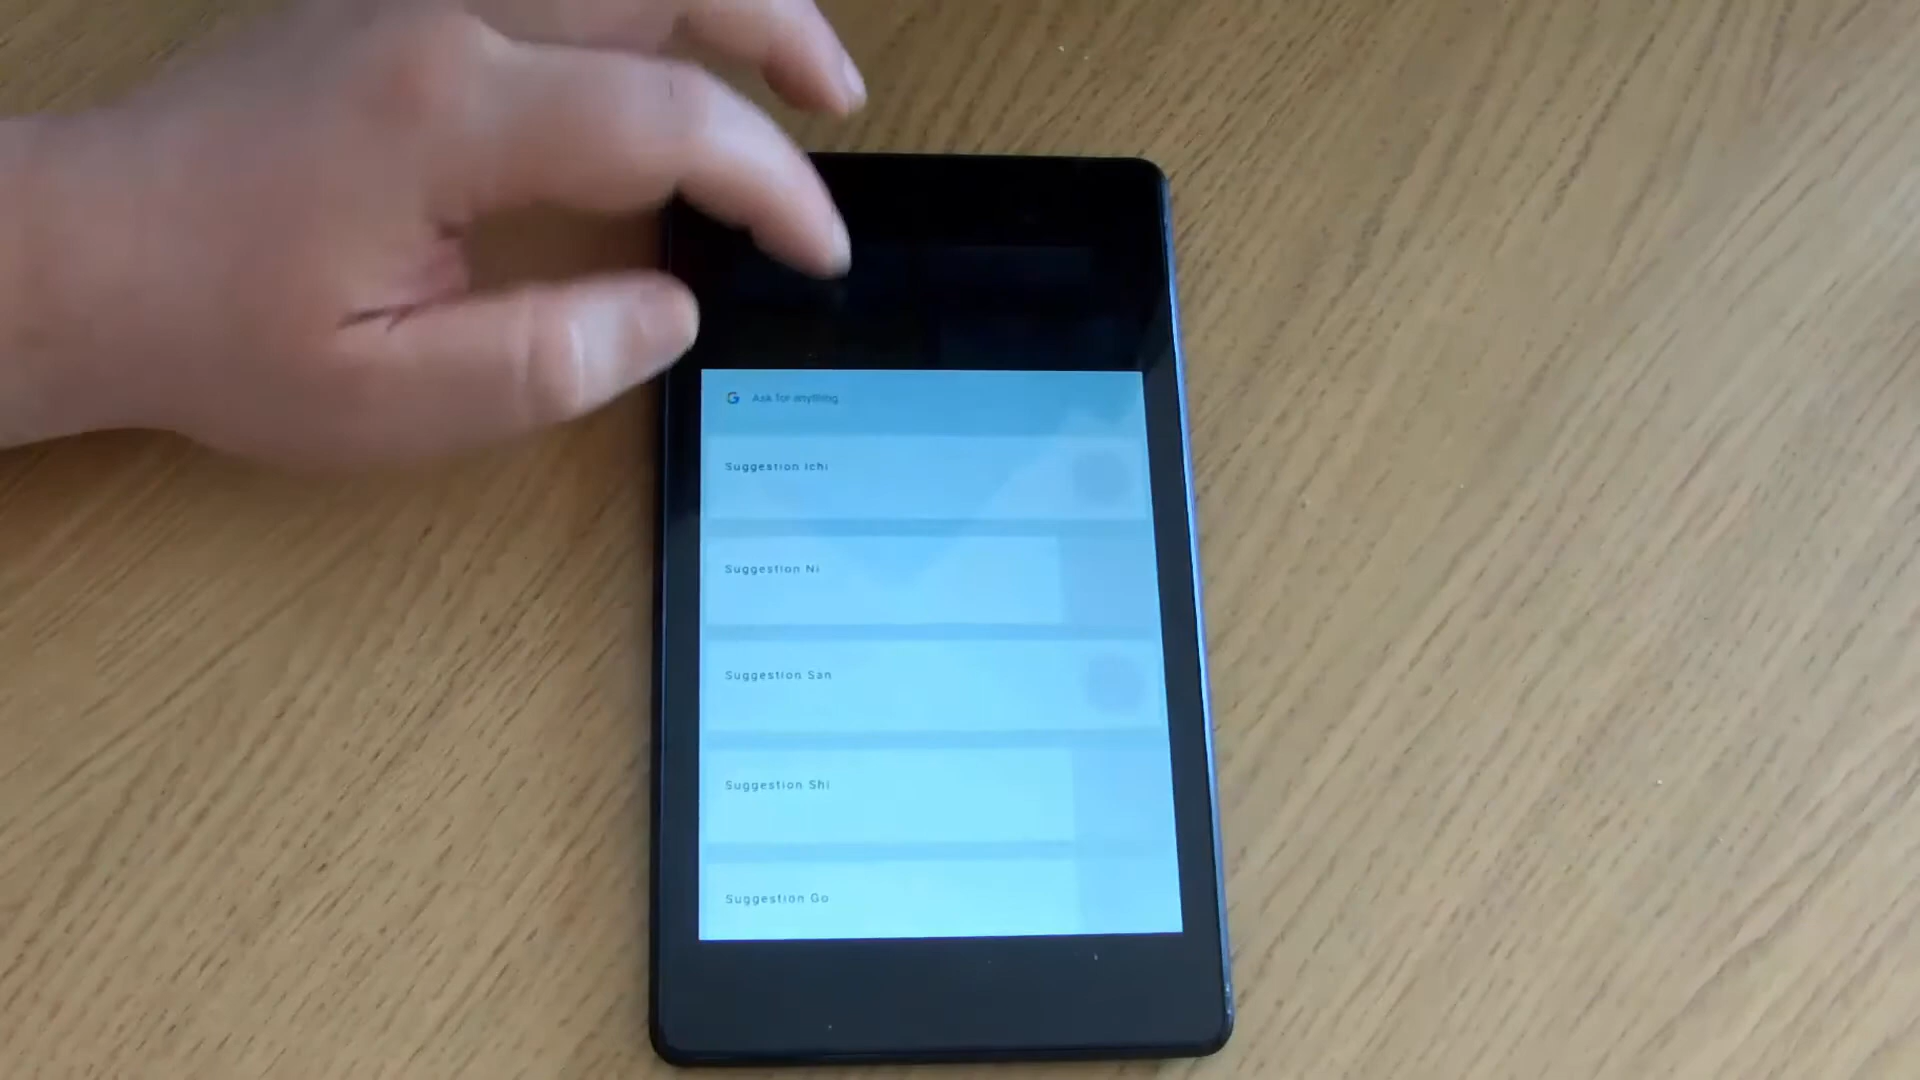 G Ask for anything
Suggestion Ichi
Suggestion Ni
Suggestion San
Suggestion Shi
Suggestion Go